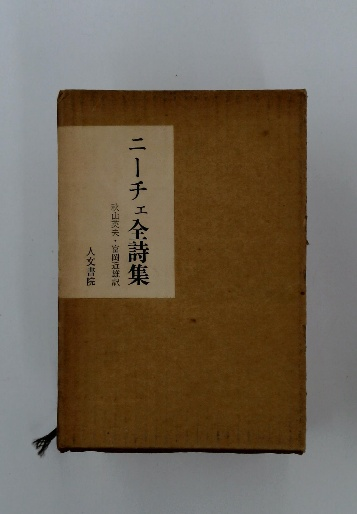 ニーチェ全詩集
秋山英夫・富岡近雄訳
人文書院